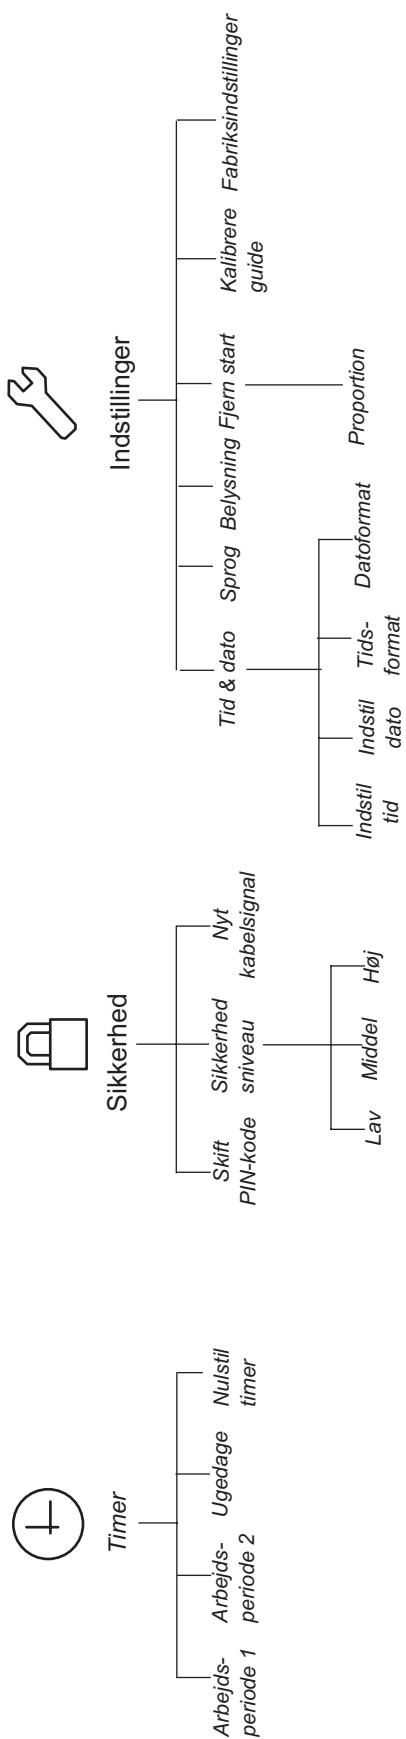 Timer
Arbejds-
periode 1
Arbejds-
periode 2
Ugedage
Nulstil
timer
Sikkerhed
Skift
PIN-kode
Sikkerhed
sniveau
Nyt
kabelsignal
Lav
Middel
Høj
Indstillinger
Tid & dato
Sprog
Belysning
Fjern start
Kalibrere
guide
Fabriksindstillinger
Indstil
tid
Indstil
dato
Tids-
format
Datoformat
Proportion